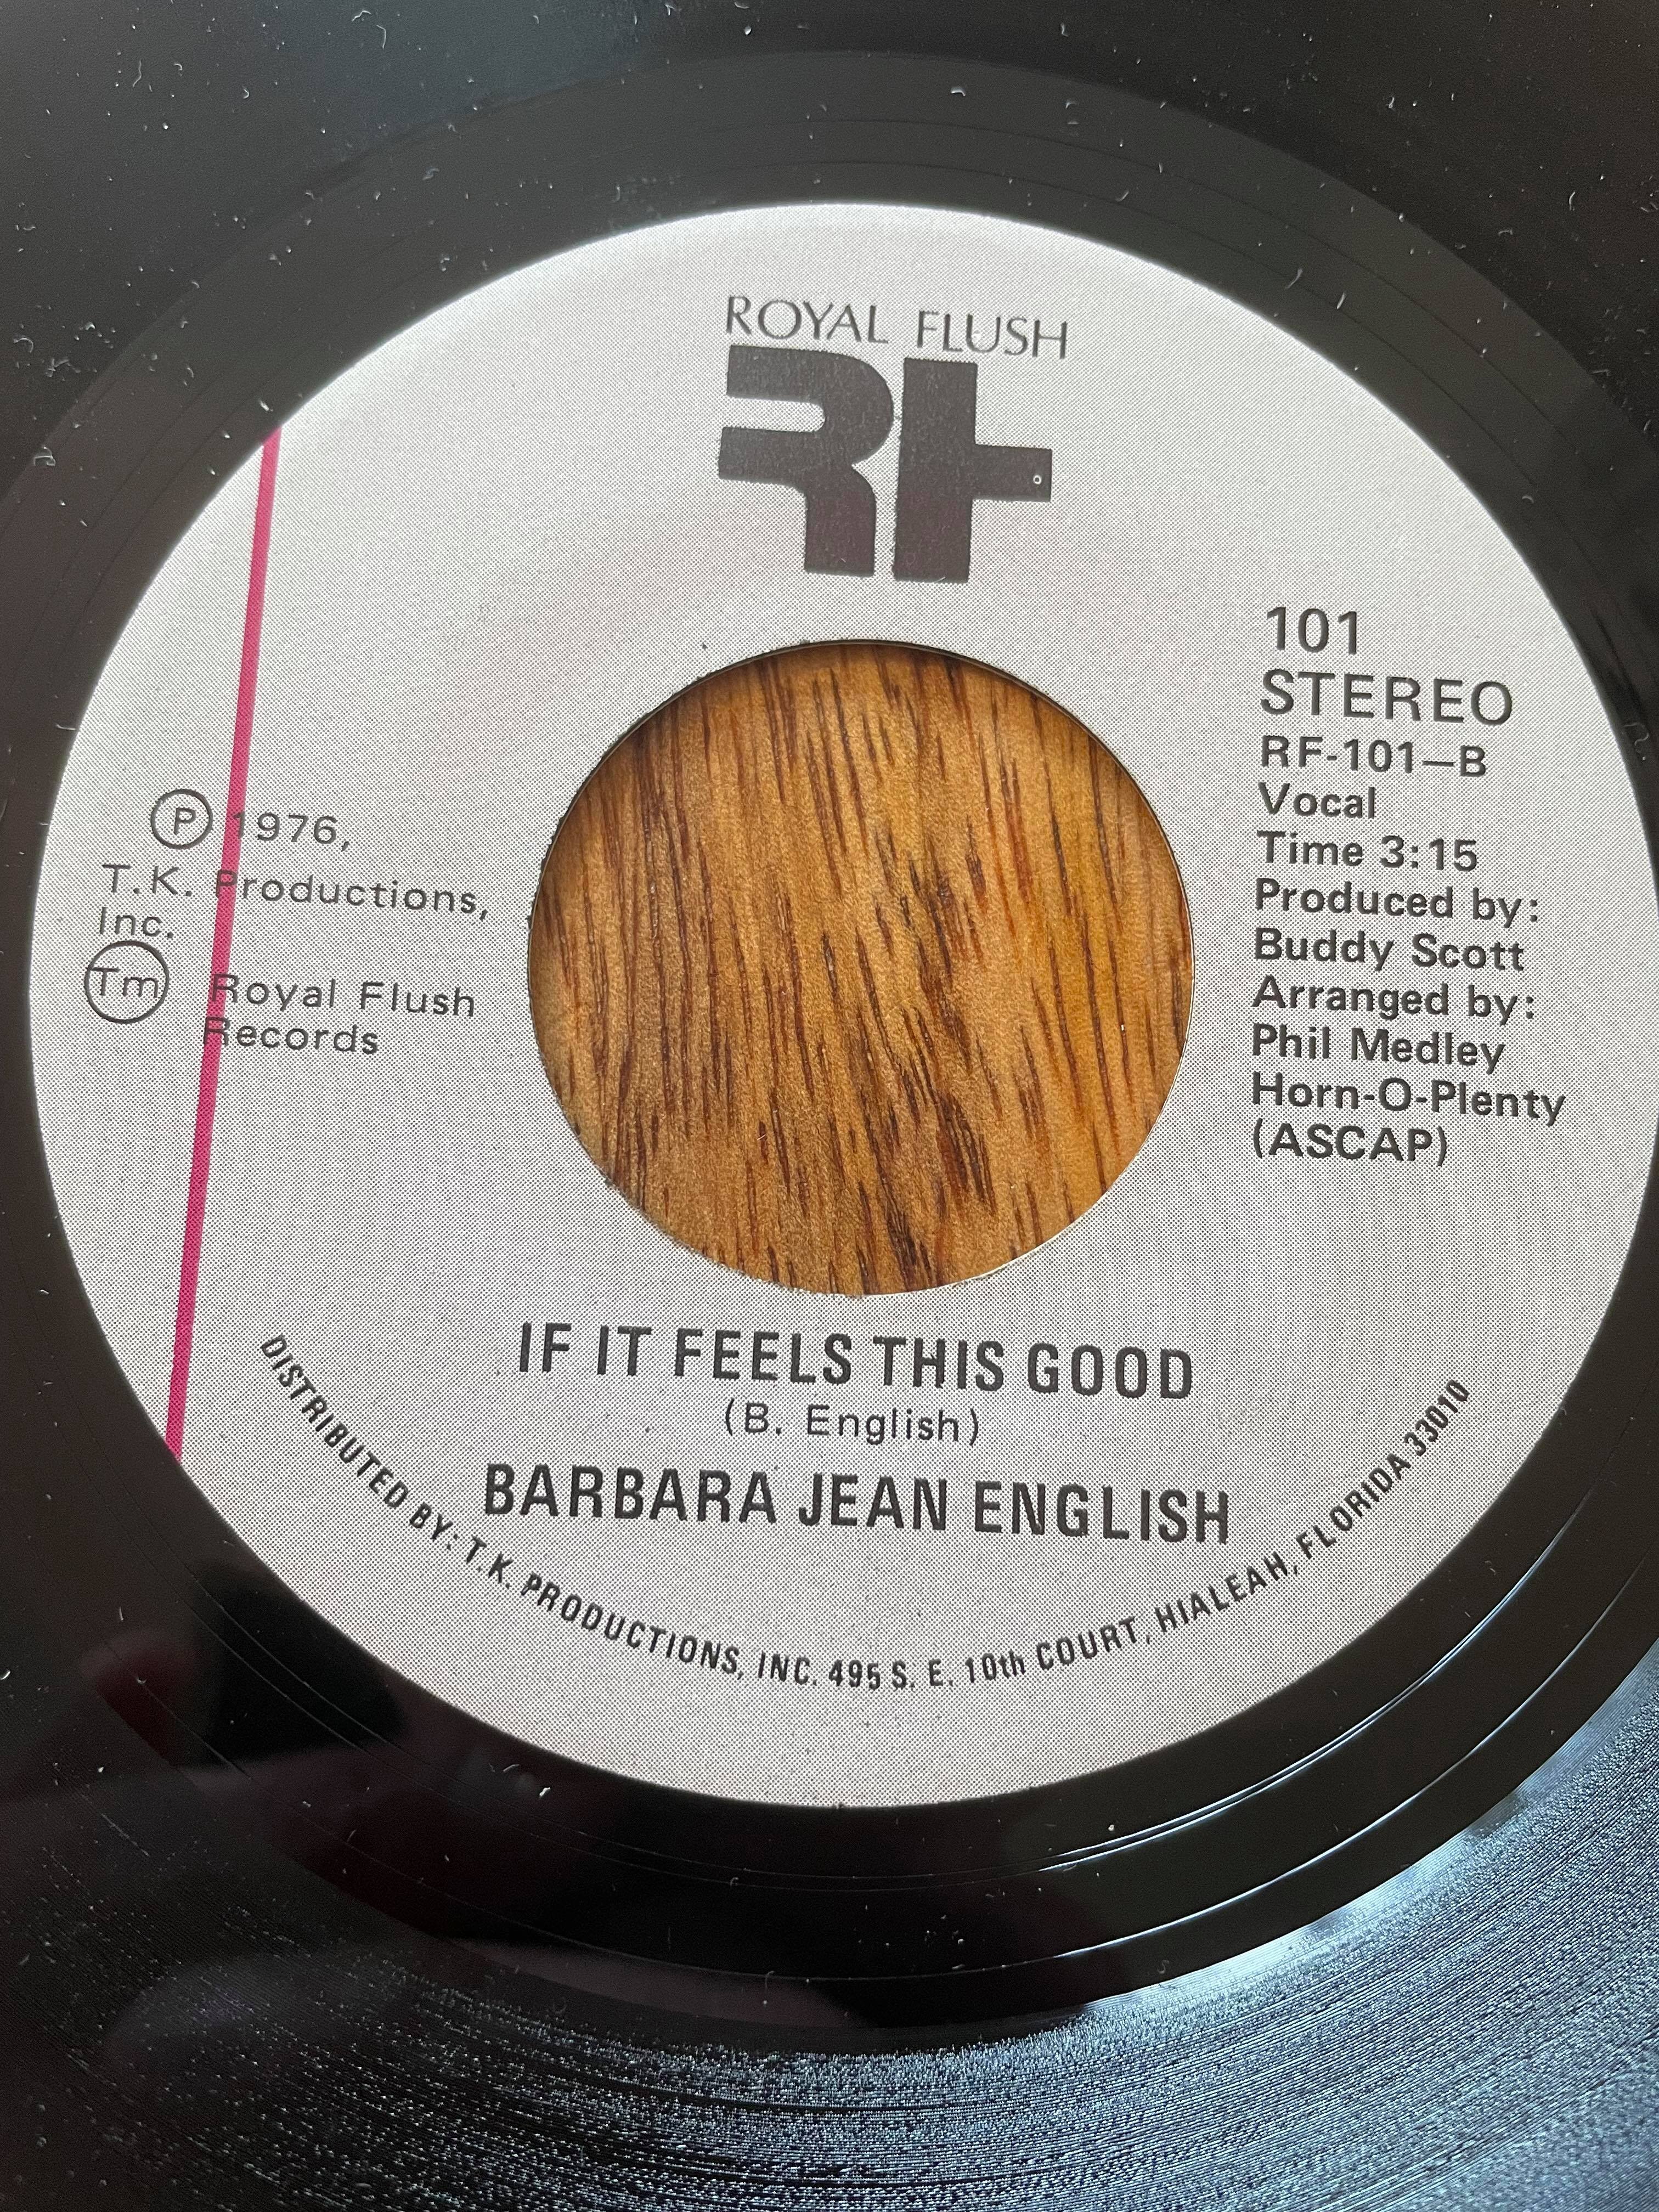 ROYAL FLUSH
101
STEREO
RF-101—B
Vocal
Time 3:15
Produced by:
Buddy Scott
Arranged by:
Phil Medley
Horn-O-Plenty
(ASCAP)
Ⓟ 1976,
T.K. Productions,
Inc.
Tm Royal Flush
Records
IF IT FEELS THIS GOOD
(B. English)
BARBARA JEAN ENGLISH
DISTRIBUTED BY: T.K. PRODUCTIONS, INC. 495 S. E. 10th COURT, HIALEAH, FLORIDA 33010